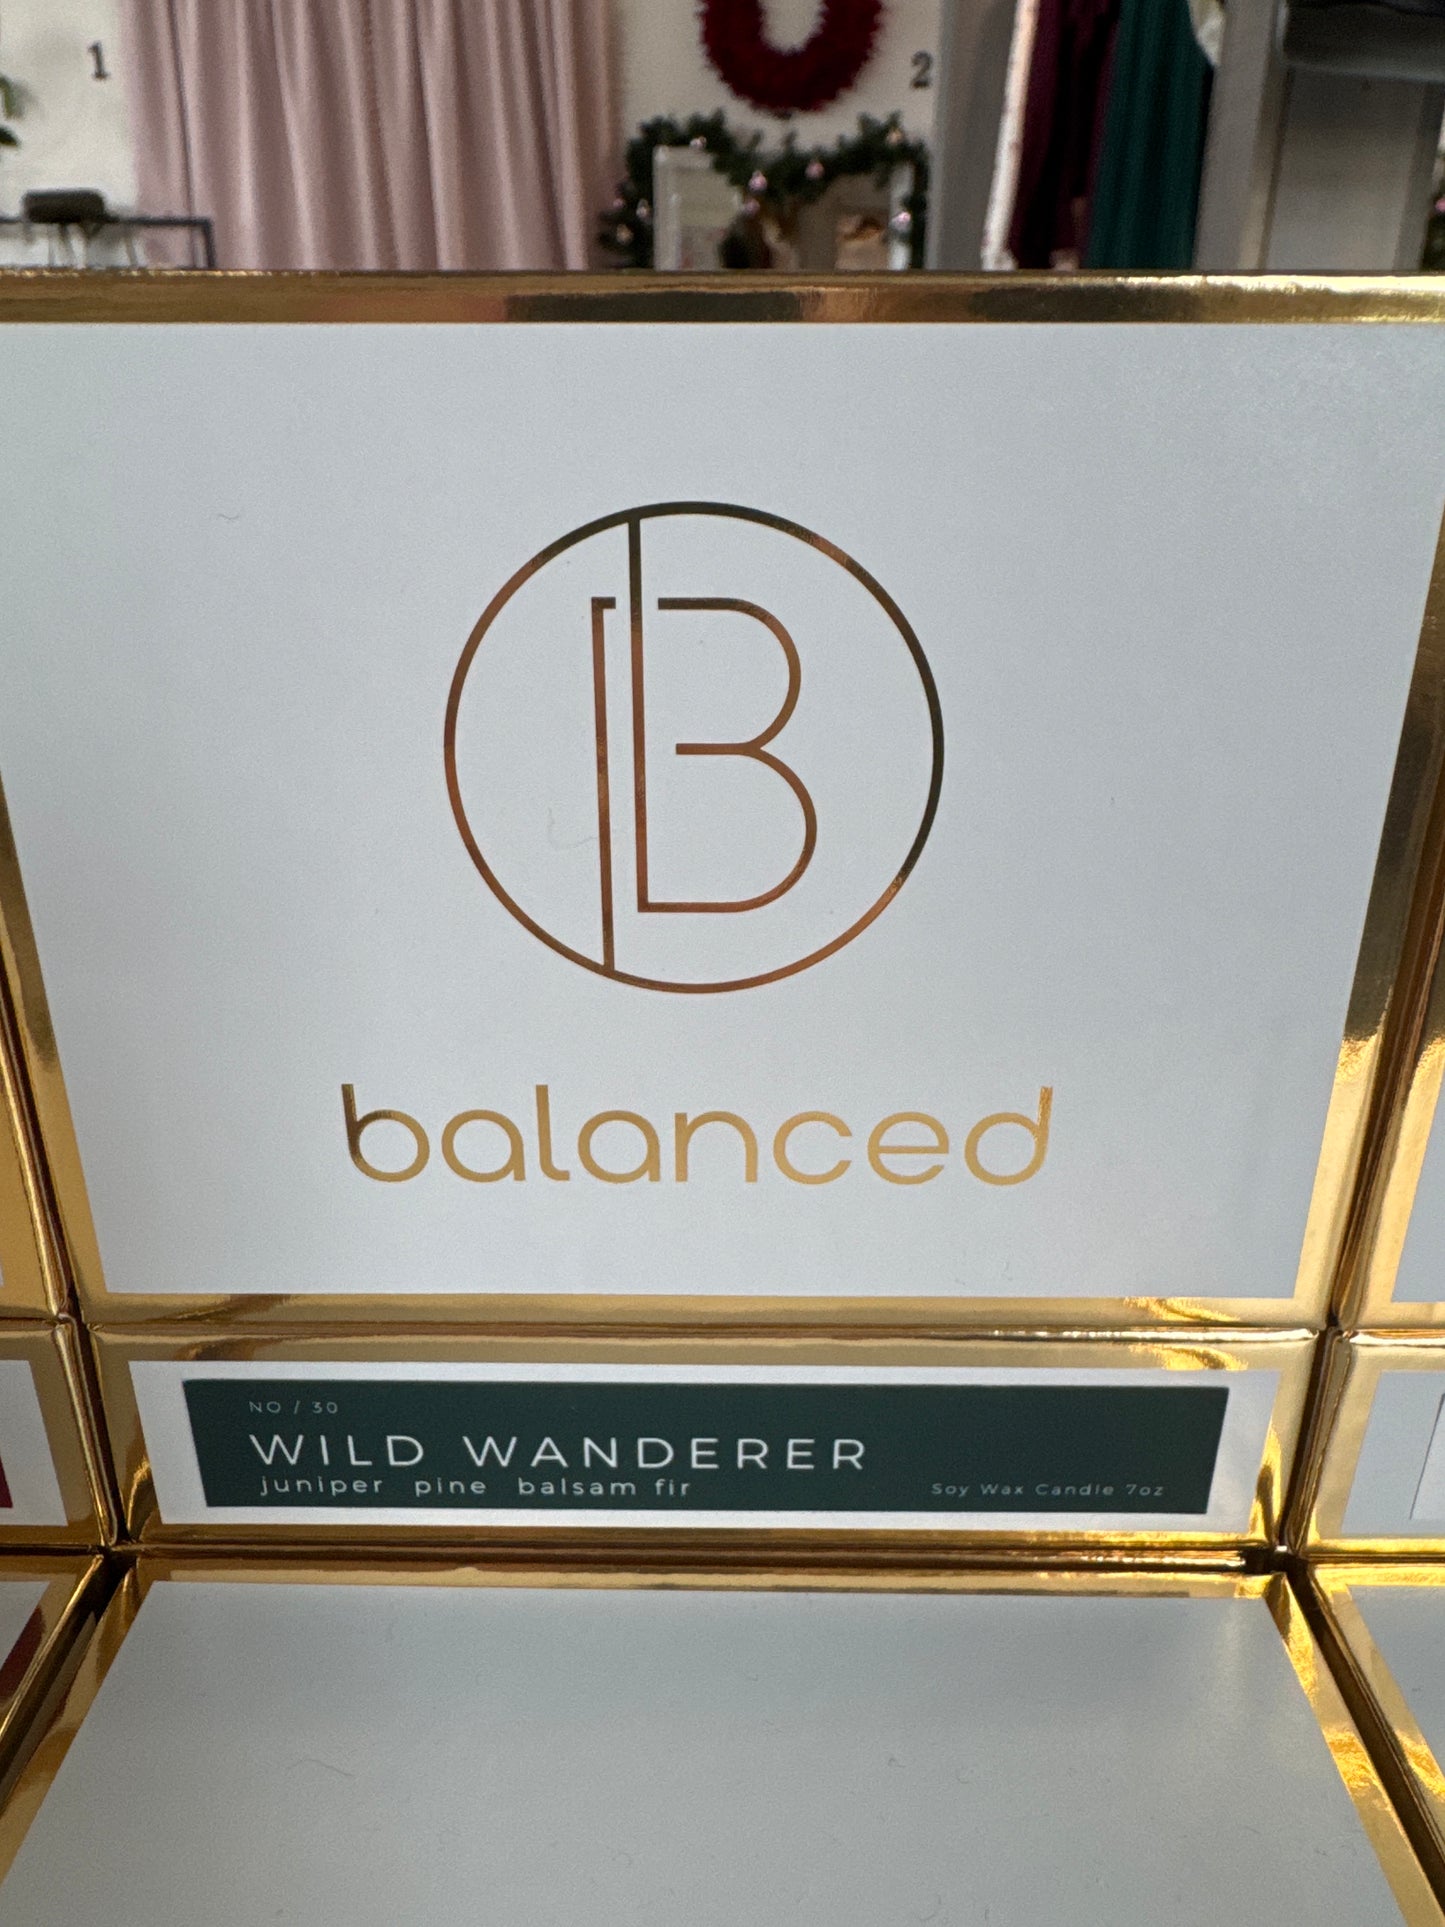 1
2
B
balanced
NO / 30
WILD WANDERER
juniper pine balsam fir
Soy Wax Candle 7oz